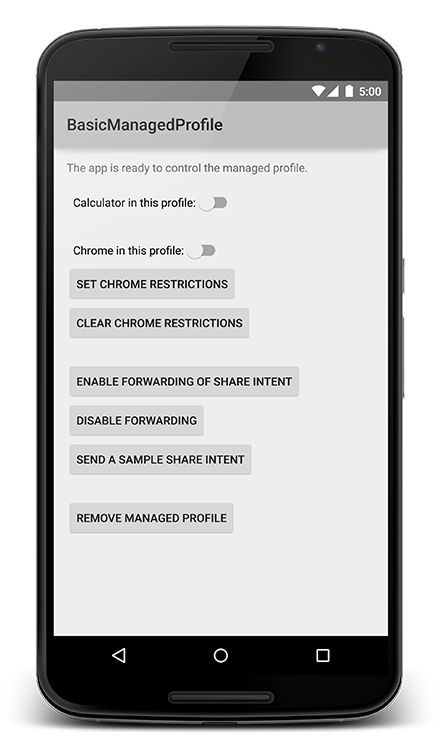 5:00
BasicManagedProfile
The app is ready to control the managed profile.
Calculator in this profile:
Chrome in this profile:
SET CHROME RESTRICTIONS
CLEAR CHROME RESTRICTIONS
ENABLE FORWARDING OF SHARE INTENT
DISABLE FORWARDING
SEND A SAMPLE SHARE INTENT
REMOVE MANAGED PROFILE